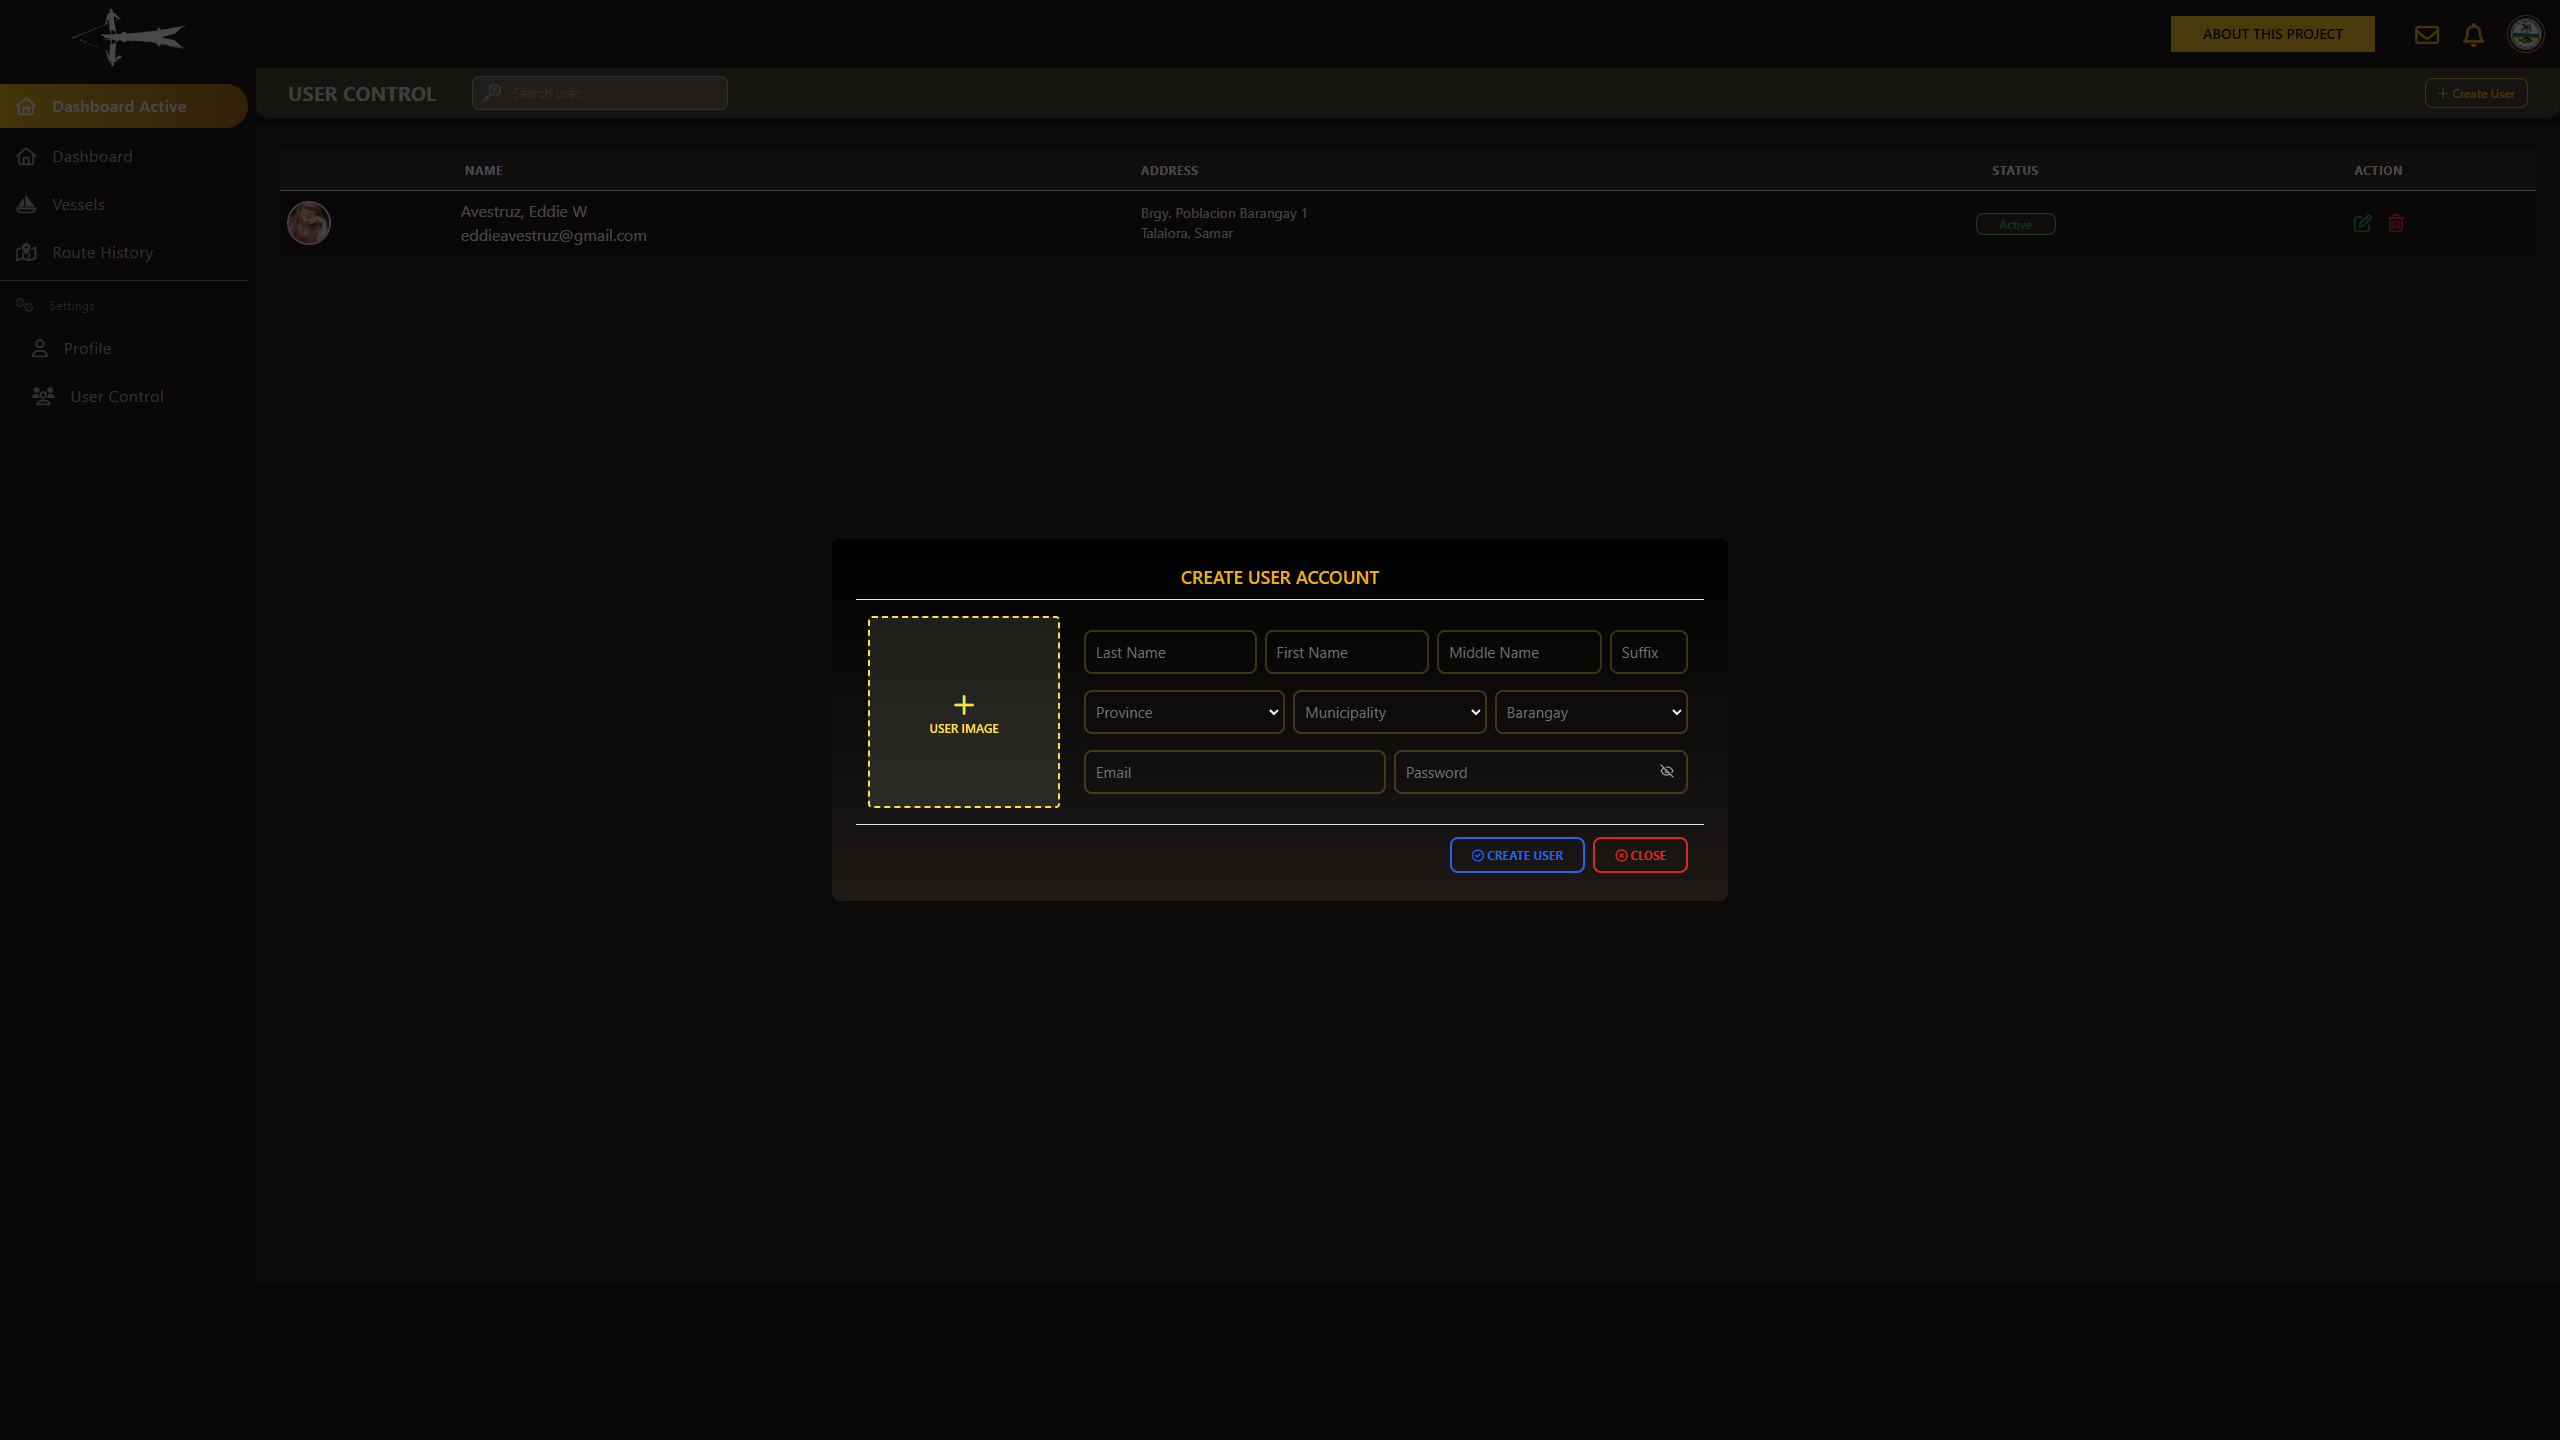 ABOUT THIS PROJECT
Dashboard Active
USER CONTROL
Search user...
Create User
Dashboard
Vessels
Route History
Settings
Profile
User Control
NAME
ADDRESS
STATUS
ACTION
Avestruz, Eddie W
eddieavestruz@gmail.com
Brgy. Poblacion Barangay 1
Talalora, Samar
Active
CREATE USER ACCOUNT
USER IMAGE
Last Name
First Name
Middle Name
Suffix
Province
Municipality
Barangay
Email
Password
CREATE USER
CLOSE